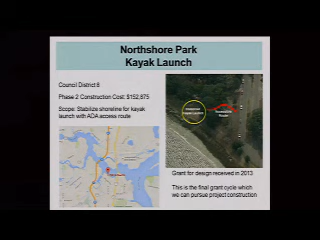 Northshore Park
Kayak Launch
Council District 8
Phase 2 Construction Cost: $152,875
Scope: Stabilize shoreline for kayak
launch with ADA access route
Grant for design received in 2013
This is the final grant cycle which
we can pursue project construction